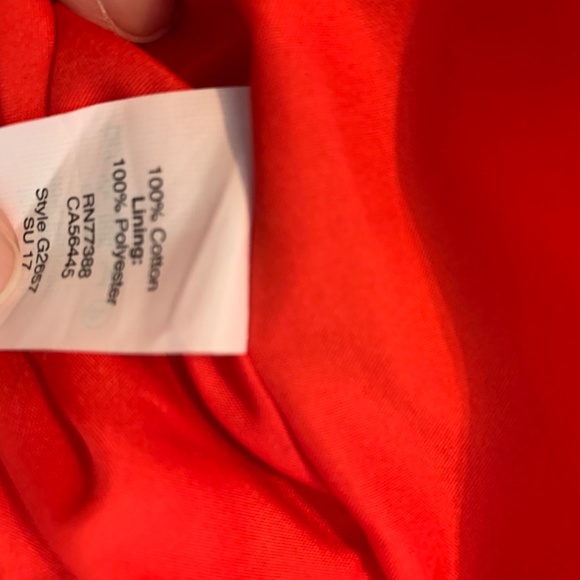 100% Cotton
Lining:
100% Polyester
RN77388
CA56445
Style G2657
SU 17